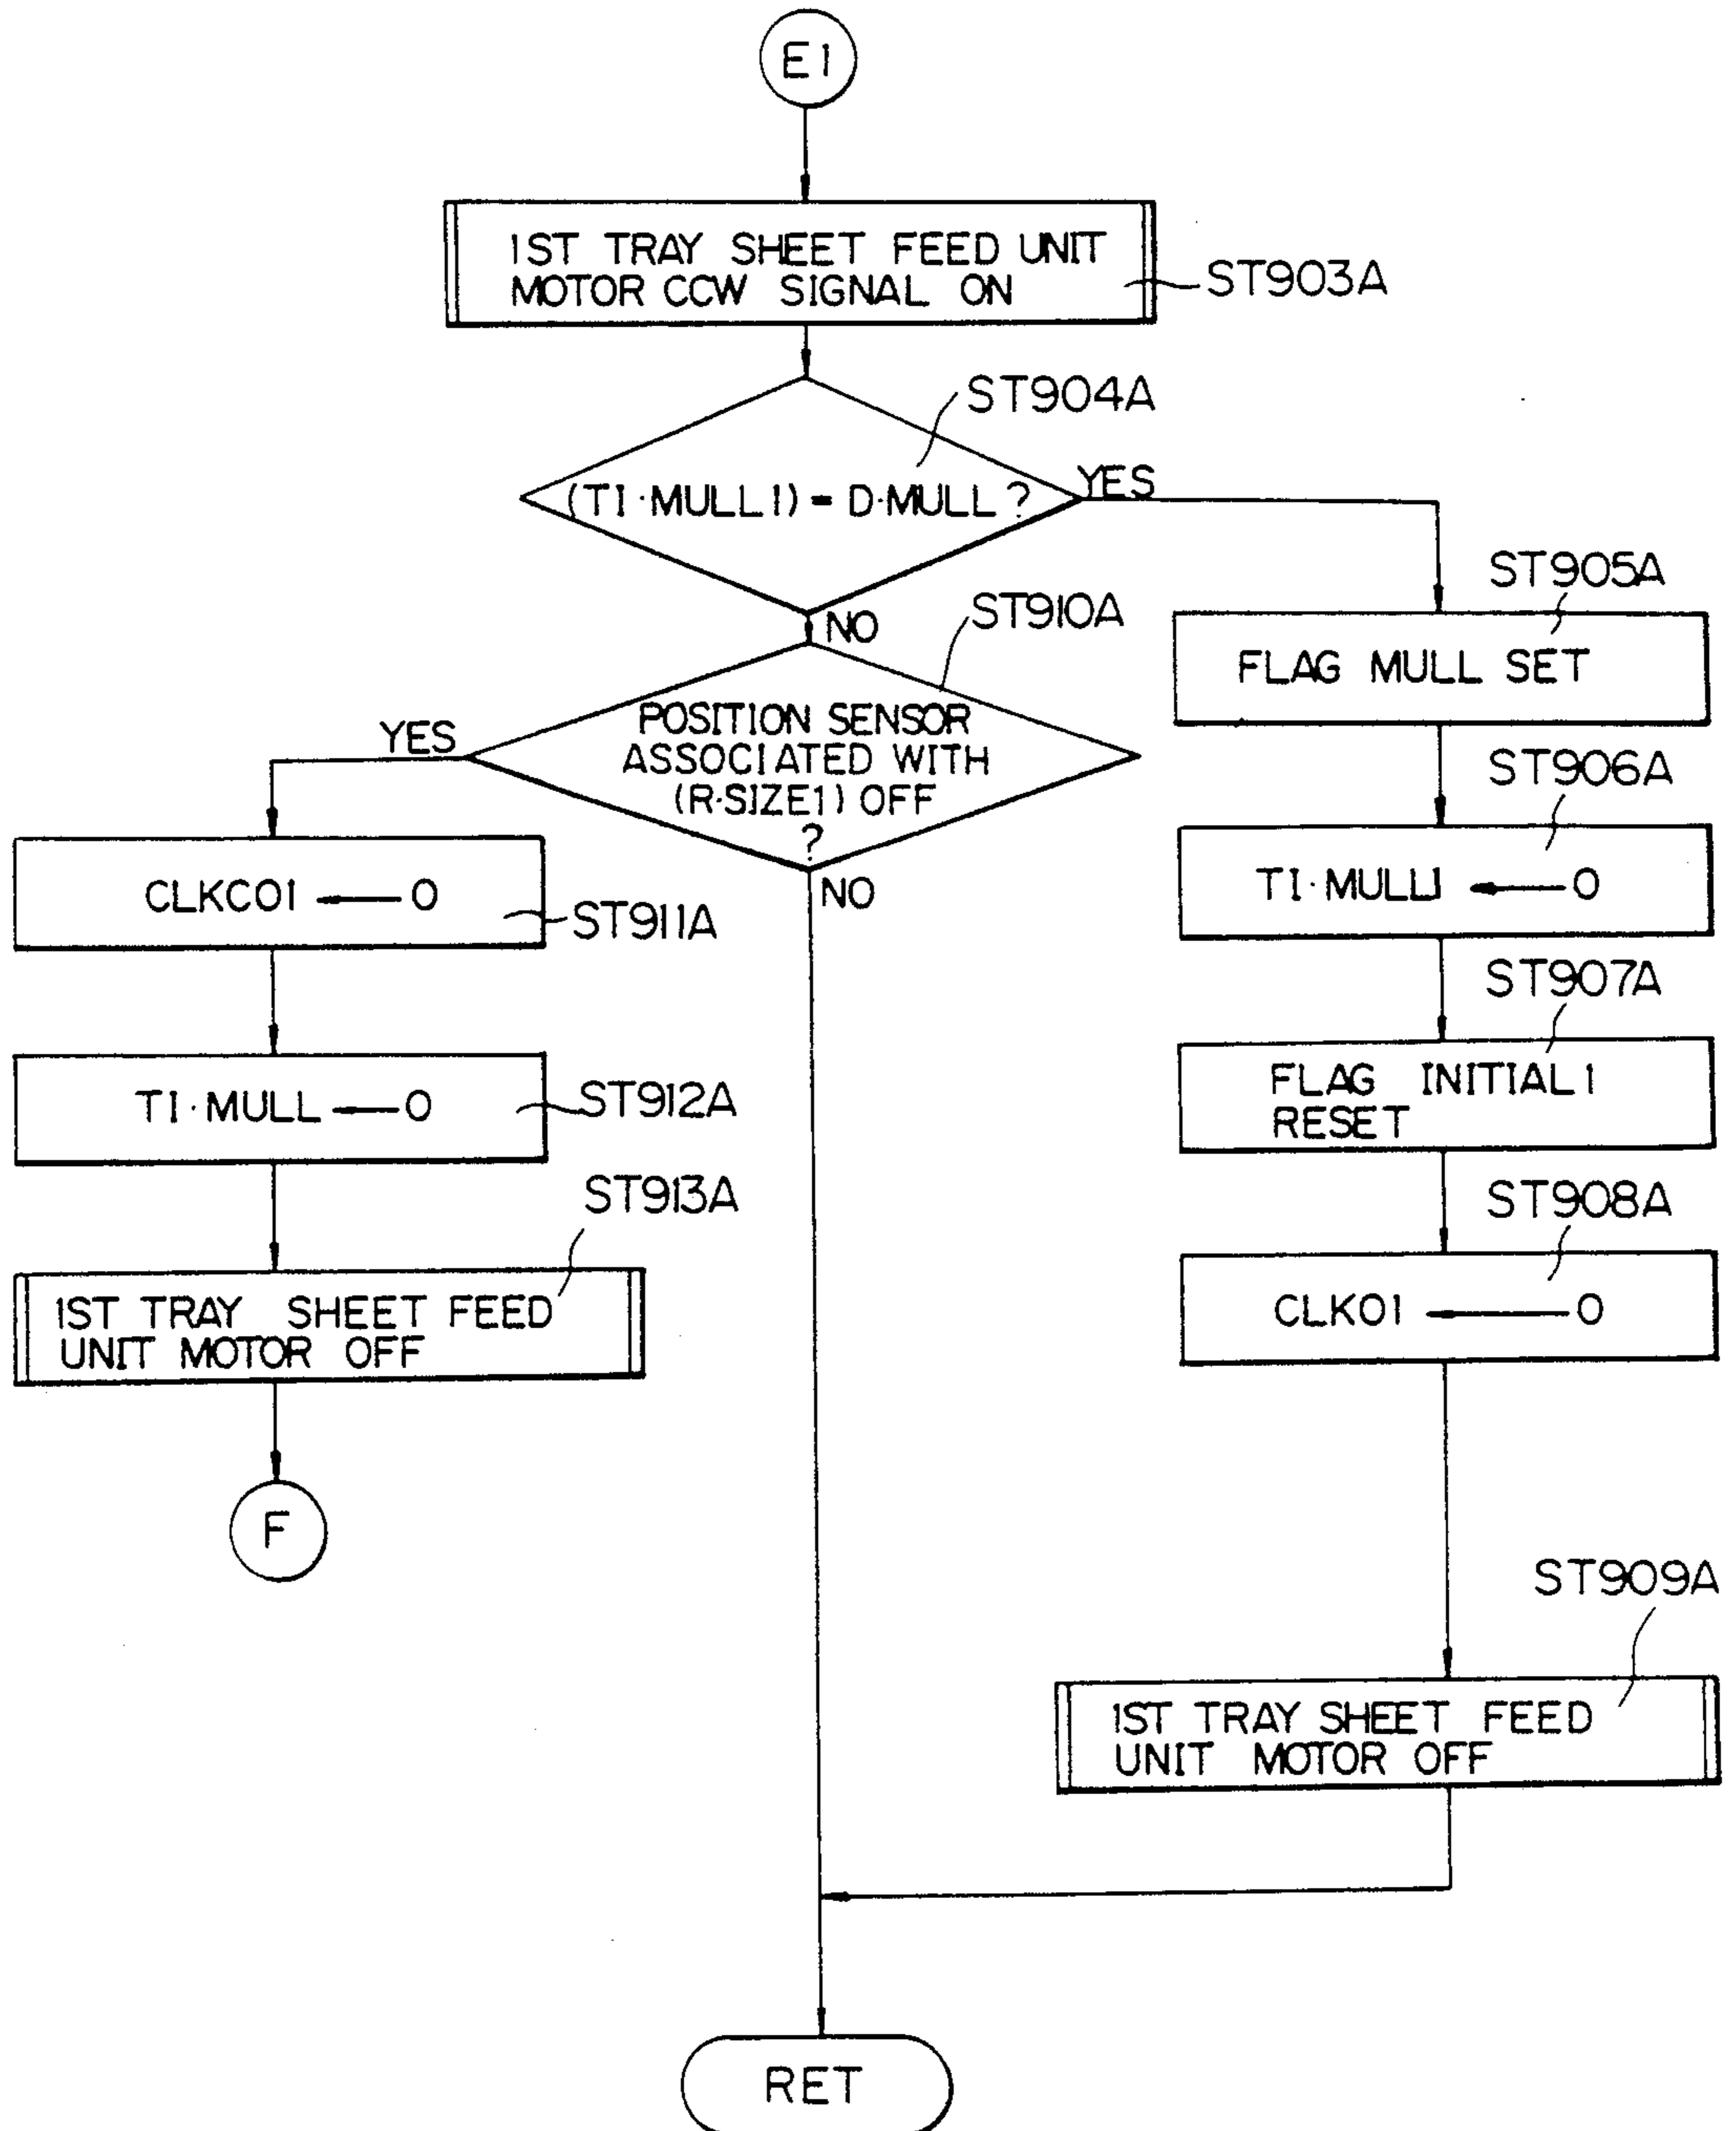 E1
1ST TRAY SHEET FEED UNIT
MOTOR CCW SIGNAL ON
ST903A
ST904A
(TI·MULL1) = D·MULL ?
YES
NO
ST905A
FLAG MULL SET
ST910A
POSITION SENSOR
ASSOCIATED WITH
(R·SIZE1) OFF
?
YES
NO
ST906A
TI·MULL1 ← 0
CLKC01 ← 0
ST911A
ST907A
FLAG INITIAL1
RESET
TI·MULL ← 0
ST912A
ST908A
CLK01 ← 0
ST913A
1ST TRAY SHEET FEED
UNIT MOTOR OFF
F
ST909A
1ST TRAY SHEET FEED
UNIT MOTOR OFF
RET